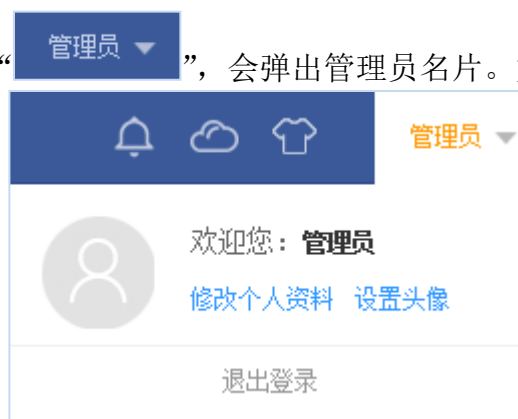 “管理员”，会弹出管理员名片。
管理员
欢迎您：管理员
修改个人资料 设置头像
退出登录